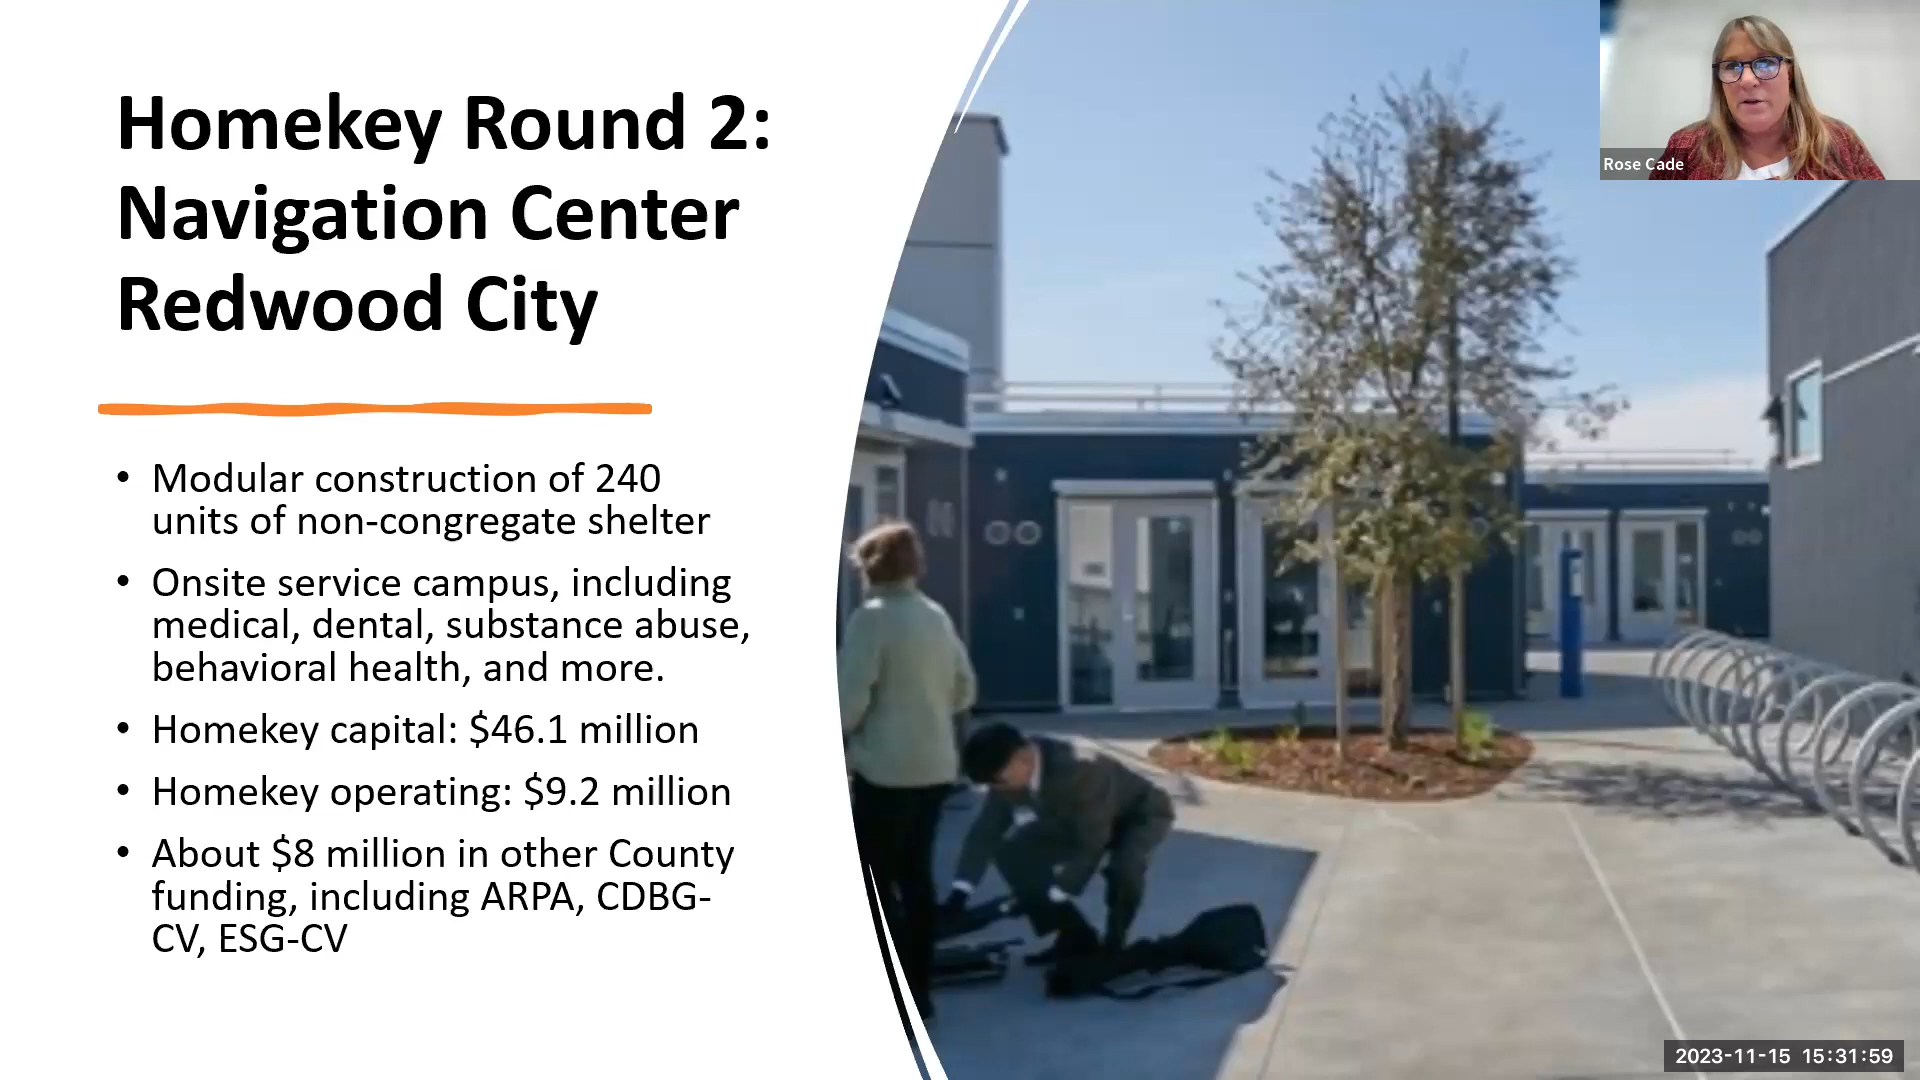 Homekey Round 2:
Navigation Center
Redwood City
• Modular construction of 240
units of non-congregate shelter
• Onsite service campus, including
medical, dental, substance abuse,
behavioral health, and more.
• Homekey capital: $46.1 million
• Homekey operating: $9.2 million
• About $8 million in other County
funding, including ARPA, CDBG-
CV, ESG-CV
Rose Cade
2023-11-15 15:31:59